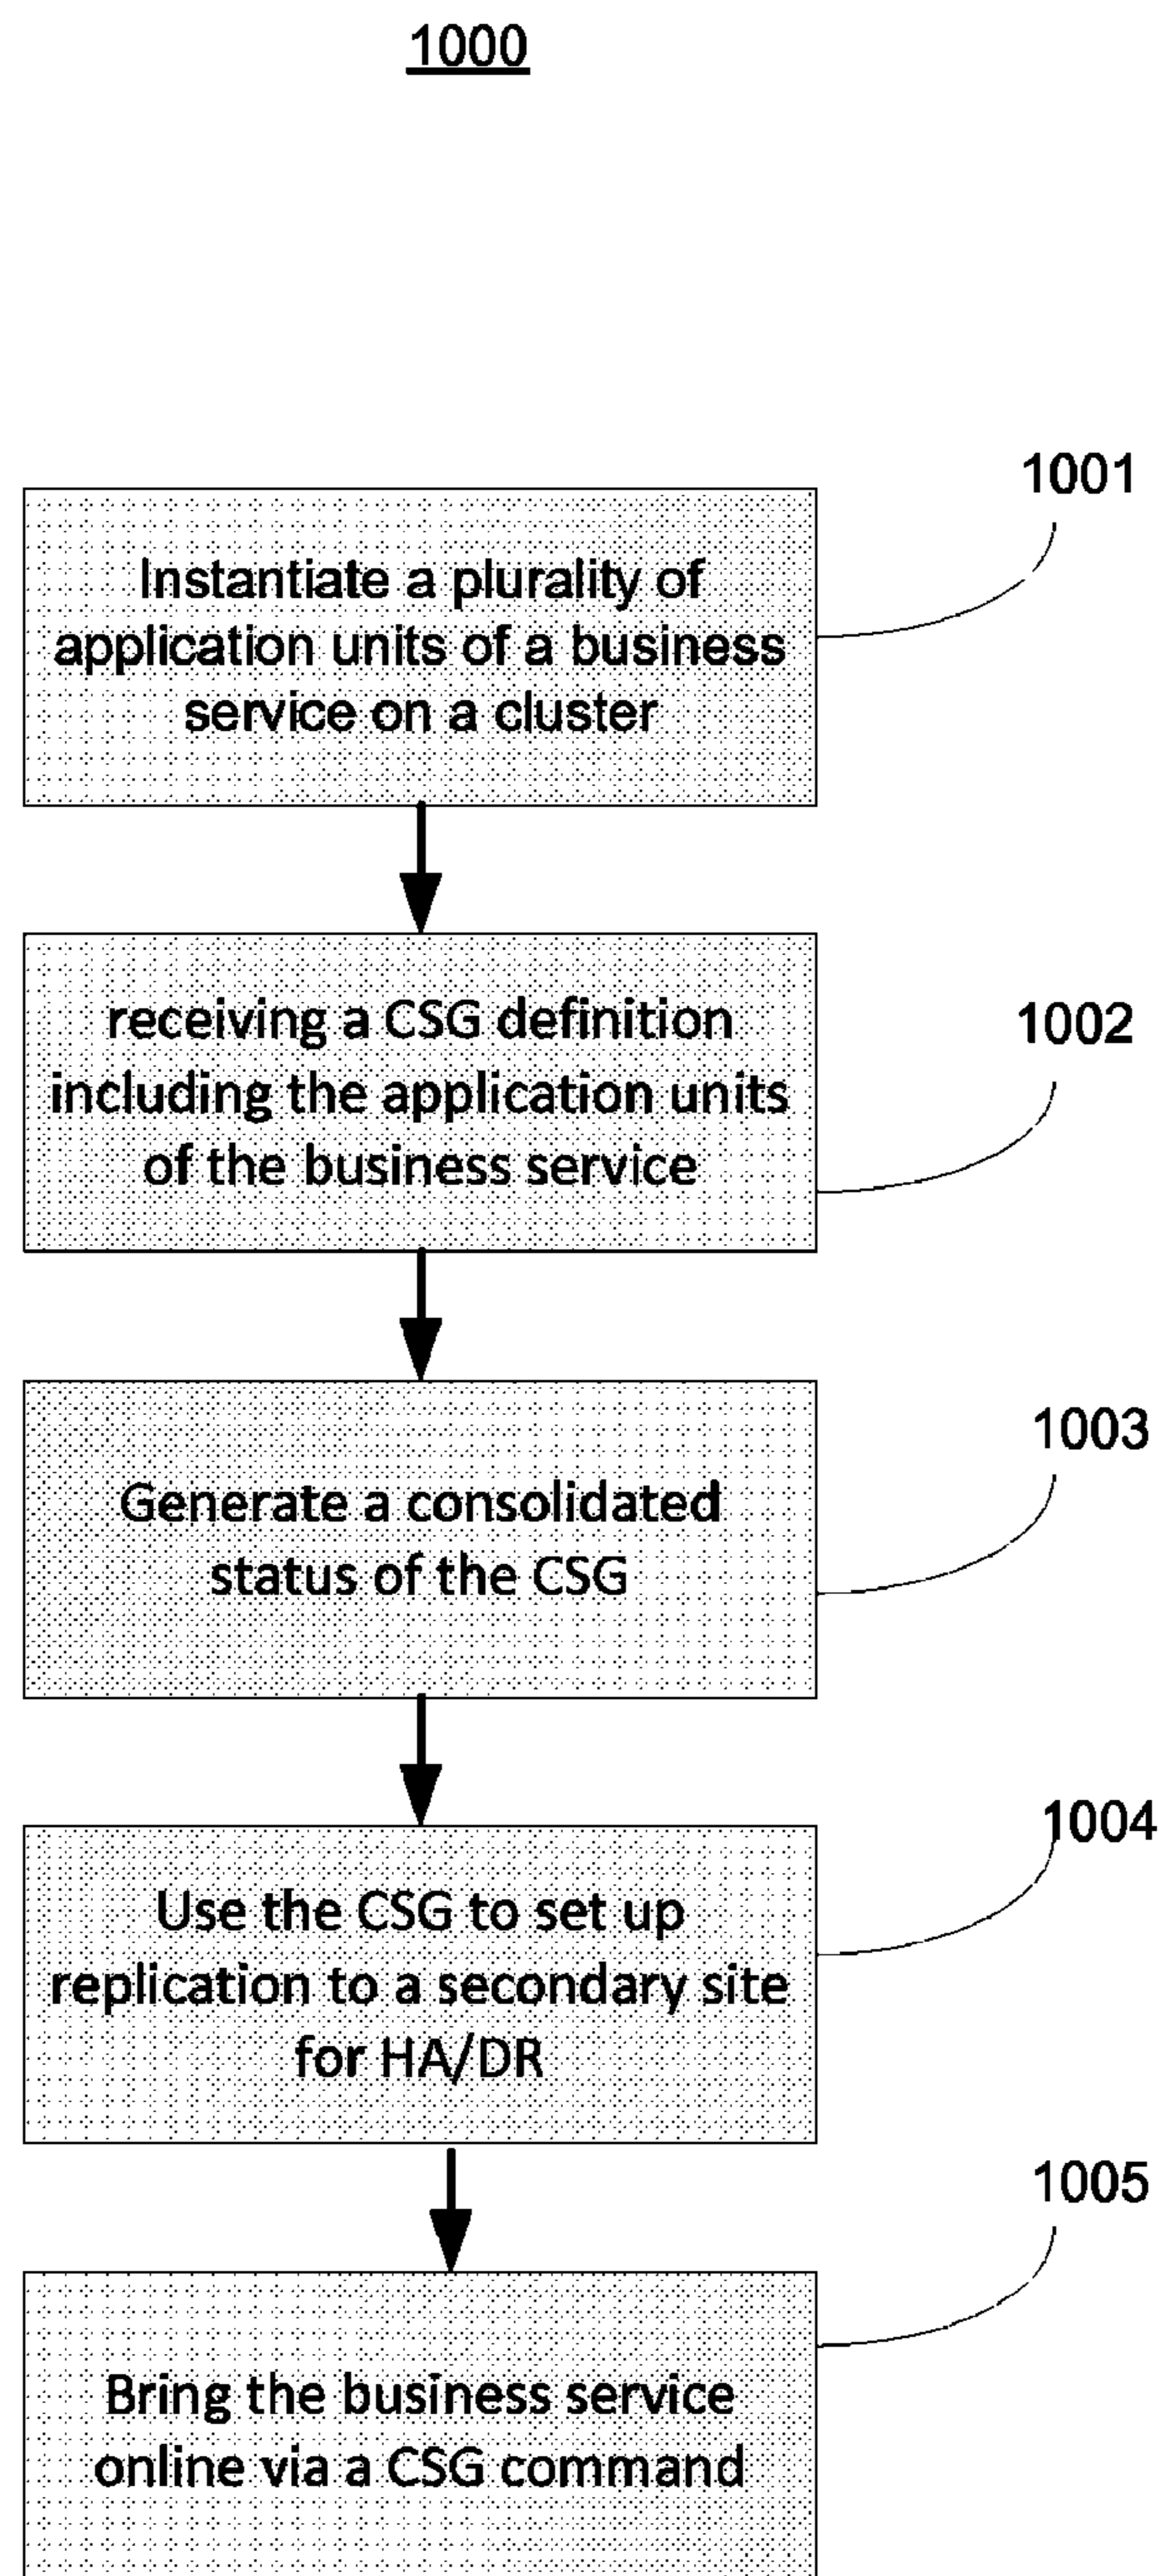 1000
1001
Instantiate a plurality of
application units of a business
service on a cluster
receiving a CSG definition
including the application units
of the business service
1002
Generate a consolidated
status of the CSG
1003
Use the CSG to set up
replication to a secondary site
for HA/DR
1004
Bring the business service
online via a CSG command
1005